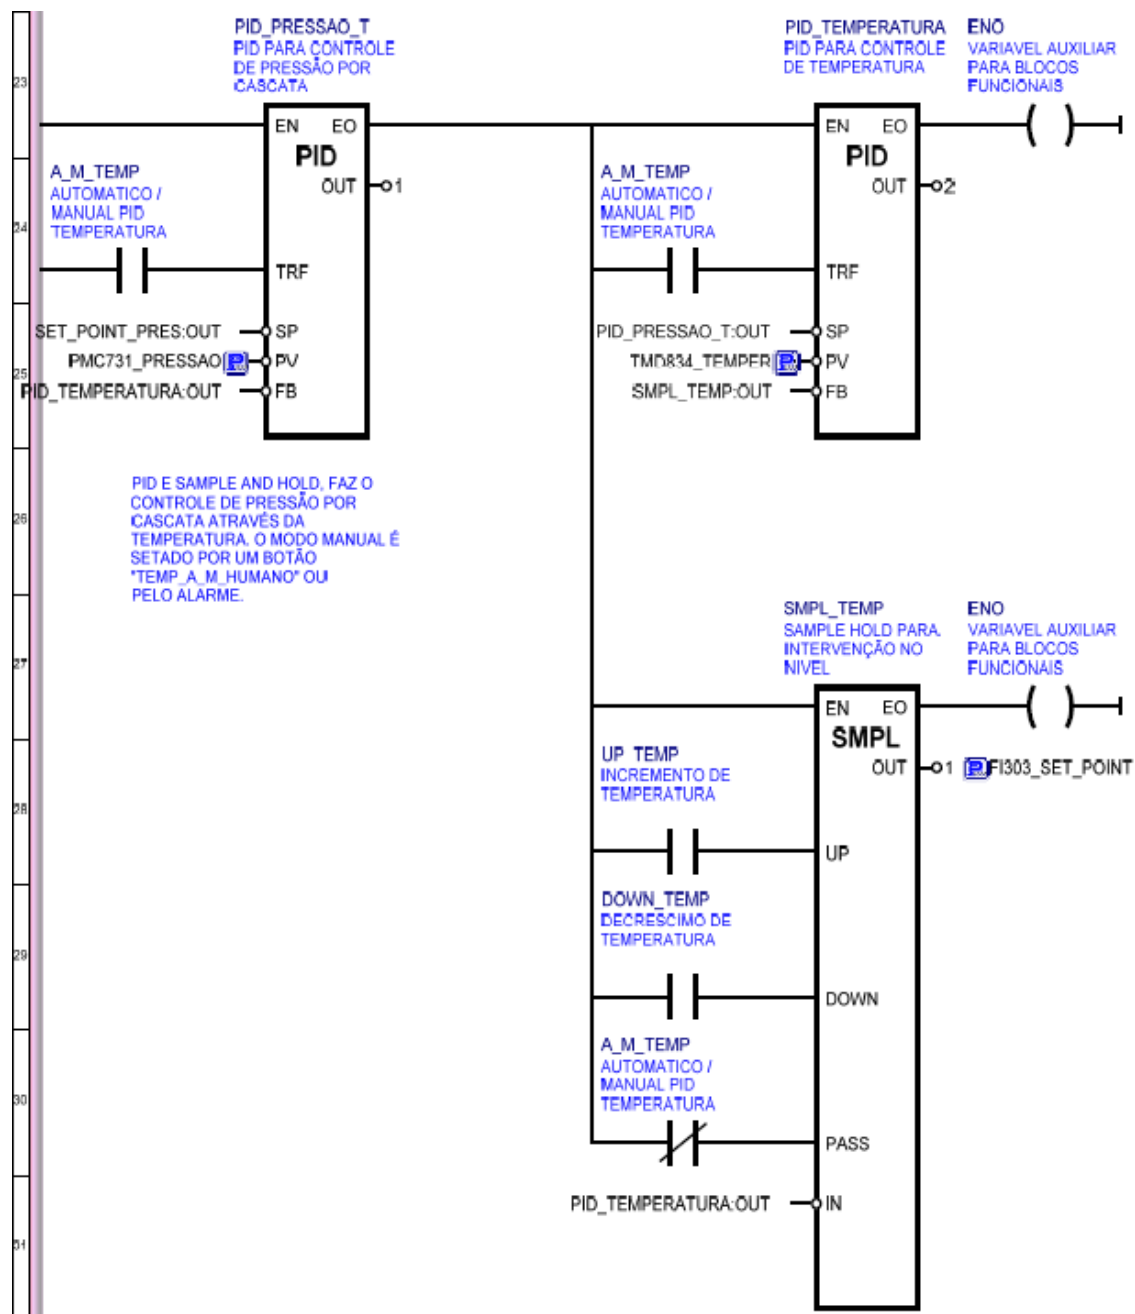 PID_PRESSAO_T
PID PARA CONTROLE
DE PRESSÃO POR
CASCATA
PID_TEMPERATURA
PID PARA CONTROLE
DE TEMPERATURA
ENO
VARIAVEL AUXILIAR
PARA BLOCOS
FUNCIONAIS
23
EN EO
PID
OUT
1
EN EO
PID
OUT
2
A_M_TEMP
AUTOMATICO /
MANUAL PID
TEMPERATURA
A_M_TEMP
AUTOMATICO /
MANUAL PID
TEMPERATURA
24
TRF
TRF
SET_POINT_PRES:OUT
SP
PMC731_PRESSAO
PV
PID_TEMPERATURA:OUT
FB
PID_PRESSAO_T:OUT
SP
TMD834_TEMPER
PV
SMPL_TEMP:OUT
FB
25
PID E SAMPLE AND HOLD, FAZ O
CONTROLE DE PRESSÃO POR
CASCATA ATRAVÉS DA
TEMPERATURA. O MODO MANUAL É
SETADO POR UM BOTÃO
"TEMP_A_M_HUMANO" OU
PELO ALARME.
26
SMPL_TEMP
SAMPLE HOLD PARA
INTERVENÇÃO NO
NIVEL
ENO
VARIAVEL AUXILIAR
PARA BLOCOS
FUNCIONAIS
27
EN EO
SMPL
OUT
1
FI303_SET_POINT
UP_TEMP
INCREMENTO DE
TEMPERATURA
28
UP
DOWN_TEMP
DECRESCIMO DE
TEMPERATURA
29
DOWN
A_M_TEMP
AUTOMATICO /
MANUAL PID
TEMPERATURA
30
PASS
PID_TEMPERATURA:OUT
IN
31